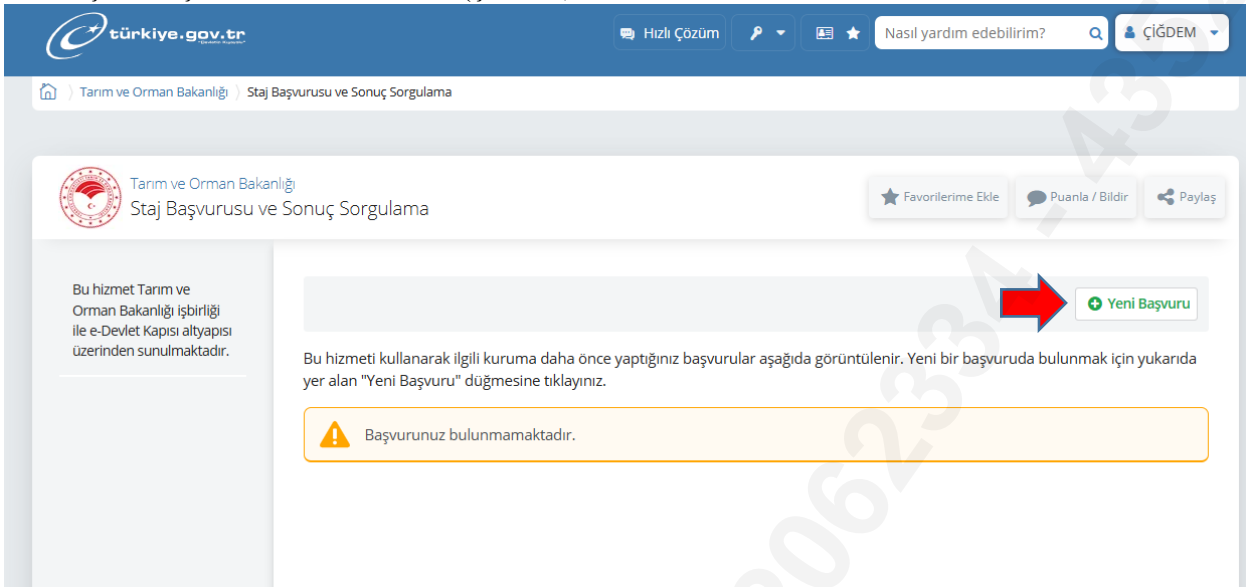 türkiye.gov.tr
Hızlı Çözüm
Nasıl yardım edebilirim?
ÇİĞDEM
Tarım ve Orman Bakanlığı
Staj Başvurusu ve Sonuç Sorgulama
Tarım ve Orman Bakanlığı
Staj Başvurusu ve Sonuç Sorgulama
Favorilerime Ekle
Puanla / Bildir
Paylaş
Bu hizmet Tarım ve
Orman Bakanlığı işbirliği
ile e-Devlet Kapısı altyapısı
üzerinden sunulmaktadır.
Yeni Başvuru
Bu hizmeti kullanarak ilgili kuruma daha önce yaptığınız başvurular aşağıda görüntülenir. Yeni bir başvuruda bulunmak için yukarıda
yer alan "Yeni Başvuru" düğmesine tıklayınız.
Başvurunuz bulunmamaktadır.